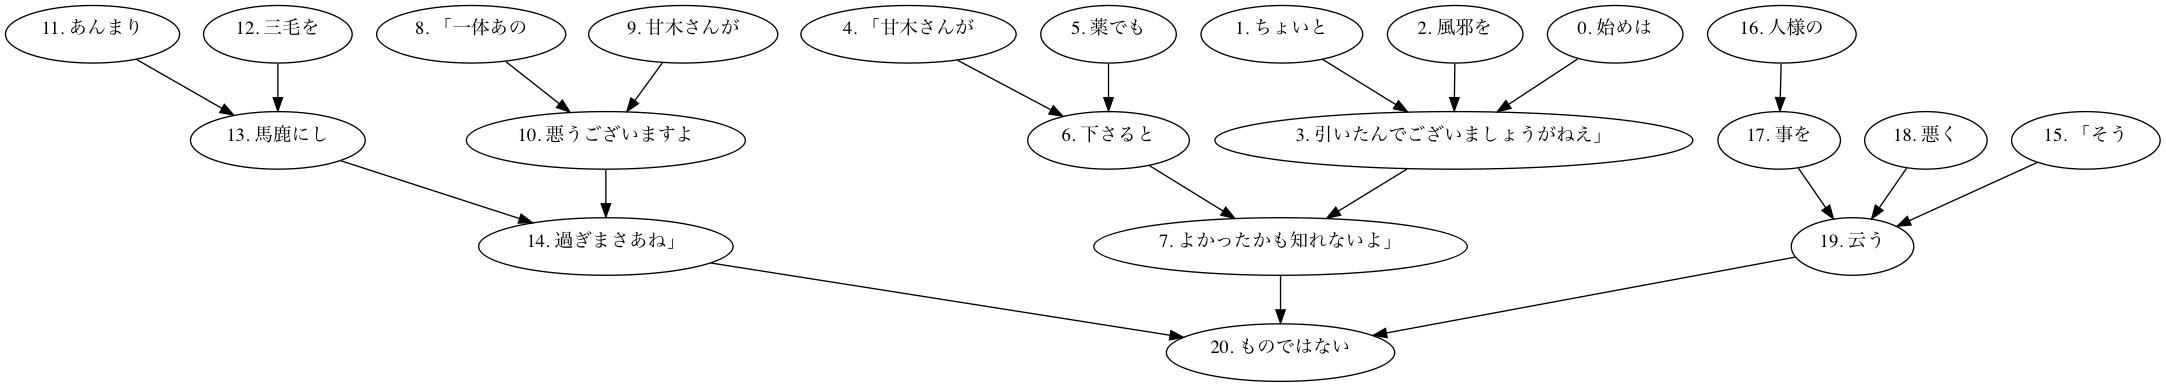 11. あんまり
12. 三毛を
8. 「一体あの
9. 甘木さんが
4. 「甘木さんが
5. 薬でも
1. ちょいと
2. 風邪を
0. 始めは
16. 人様の
13. 馬鹿にし
10. 悪うございますよ
6. 下さると
3. 引いたんでございましょうがねえ」
17. 事を
18. 悪く
15. 「そう
14. 過ぎまさあね」
7. よかったかも知れないよ」
19. 云う
20. ものではない